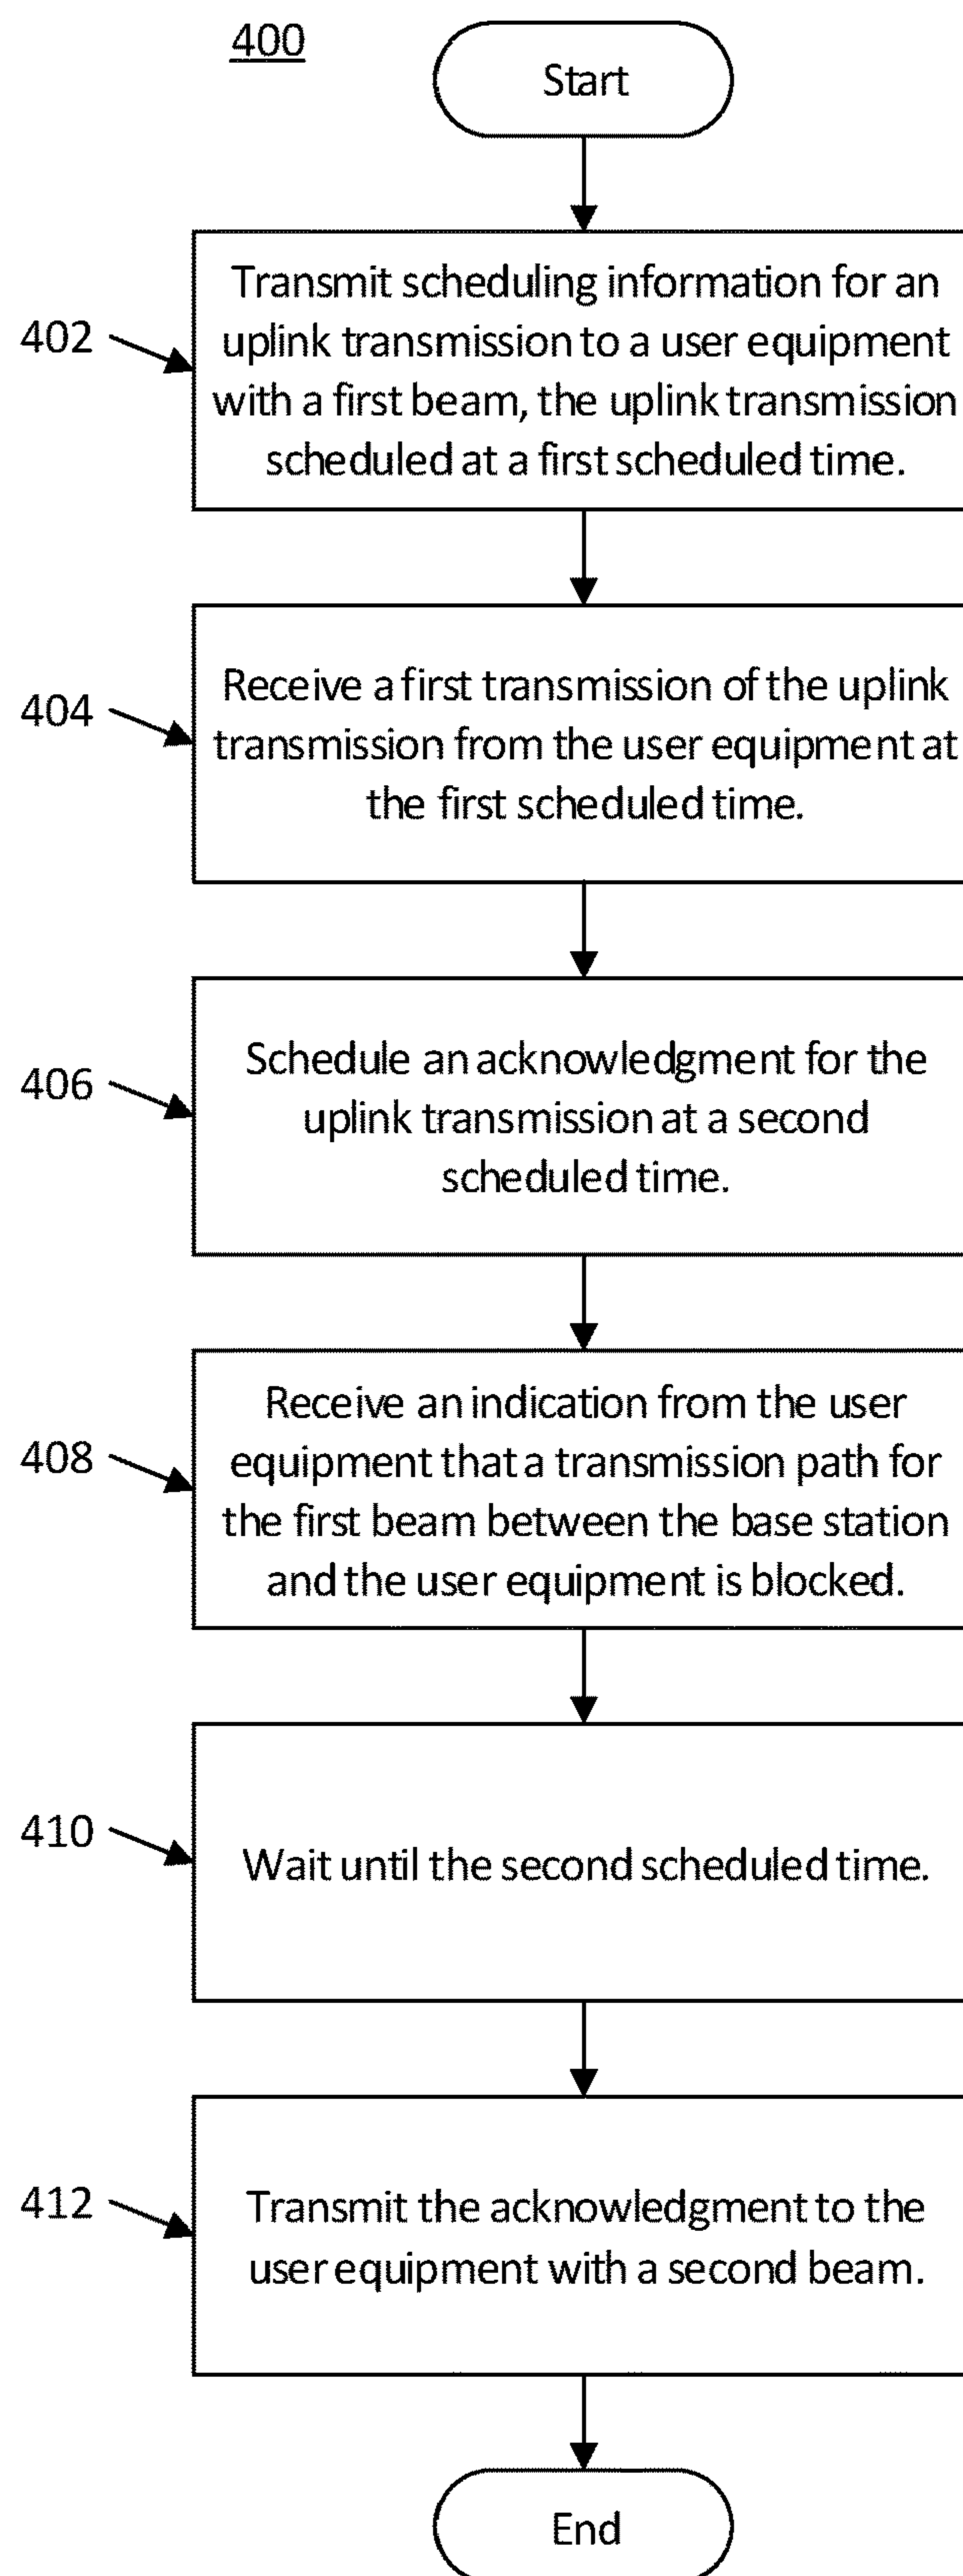 400
Start
402
Transmit scheduling information for an
uplink transmission to a user equipment
with a first beam, the uplink transmission
scheduled at a first scheduled time.
404
Receive a first transmission of the uplink
transmission from the user equipment at
the first scheduled time.
406
Schedule an acknowledgment for the
uplink transmission at a second
scheduled time.
408
Receive an indication from the user
equipment that a transmission path for
the first beam between the base station
and the user equipment is blocked.
410
Wait until the second scheduled time.
412
Transmit the acknowledgment to the
user equipment with a second beam.
End